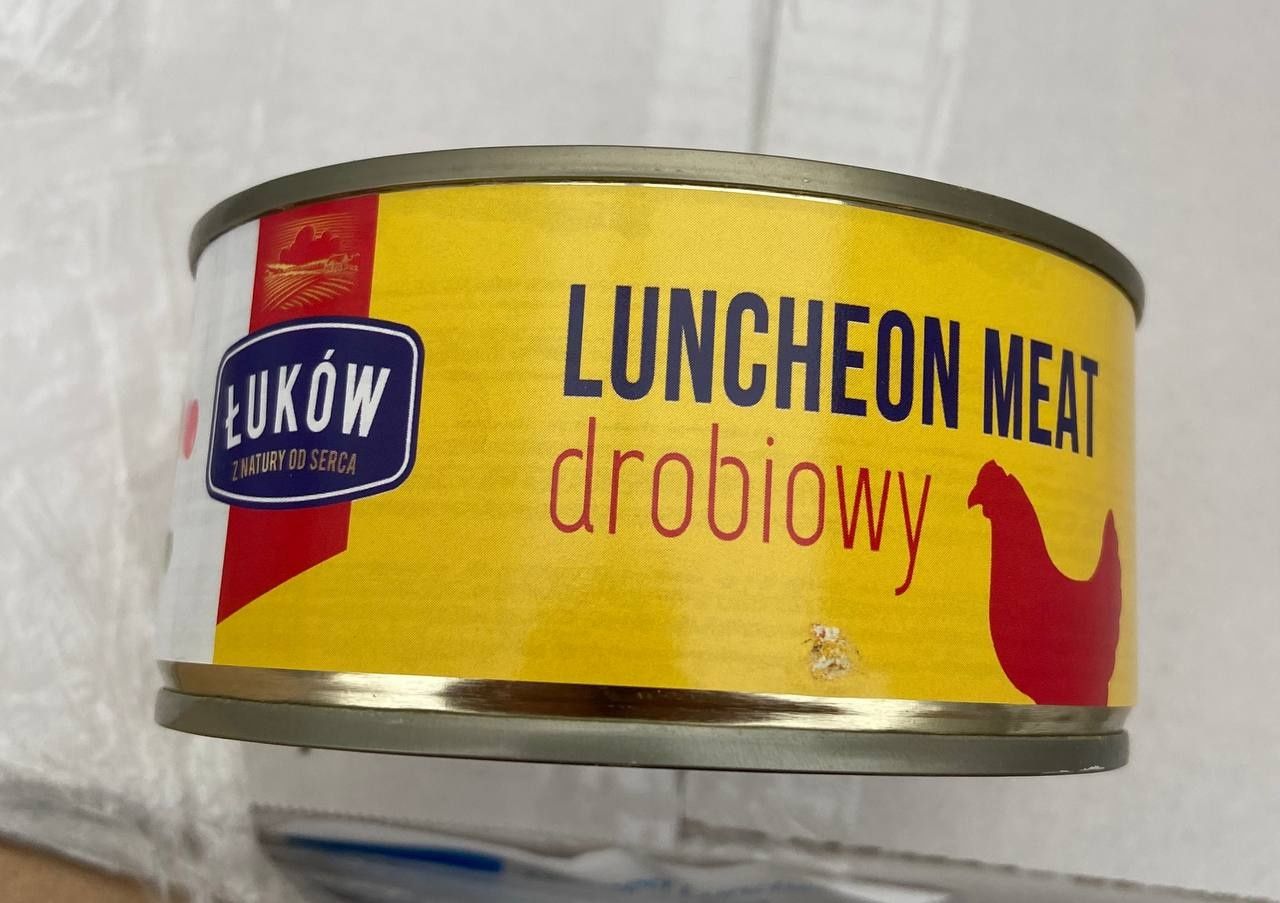 ŁUKÓW
Z NATURY OD SERCA
LUNCHEON MEAT
drobiowy